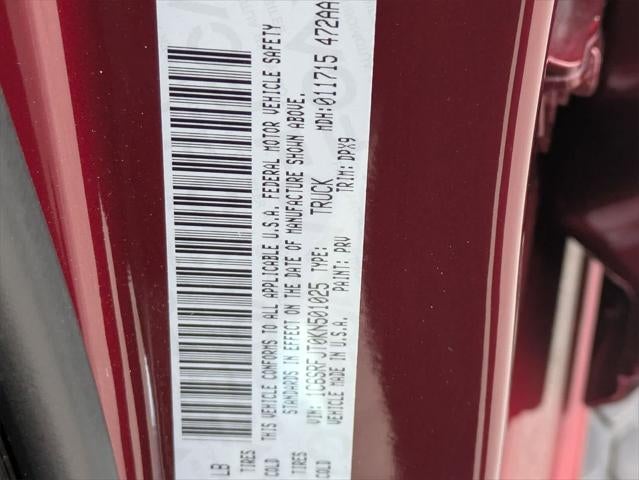 LB
TIRES
COLD
TIRES
COLD
THIS VEHICLE CONFORMS TO ALL APPLICABLE U.S.A. FEDERAL MOTOR VEHICLE SAFETY
STANDARDS IN EFFECT ON THE DATE OF MANUFACTURE SHOWN ABOVE.
VIN: 1C6SRFJT0KN501025 TYPE: TRUCK MDH:011715 472AA
VEHICLE MADE IN U.S.A. PAINT: PRV TRIM: DPX9